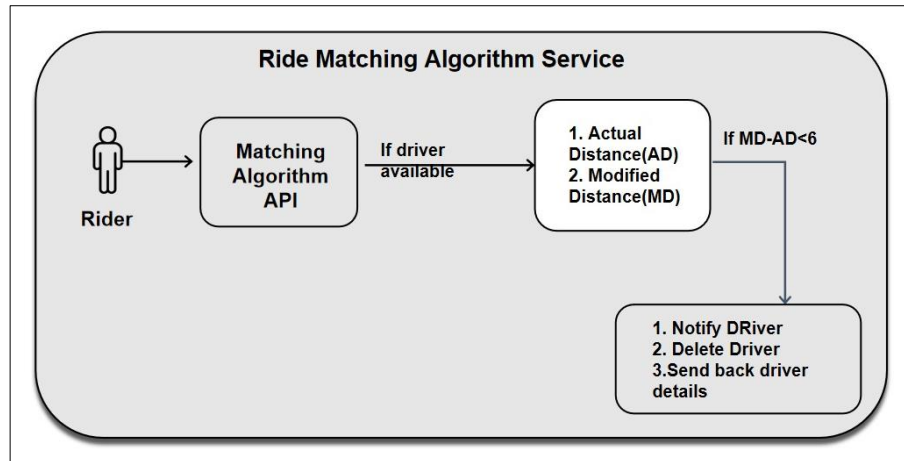 Ride Matching Algorithm Service
Rider
Matching
Algorithm
API
If driver
available
1. Actual
Distance(AD)
2. Modified
Distance(MD)
If MD-AD<6
1. Notify DRiver
2. Delete Driver
3.Send back driver
details